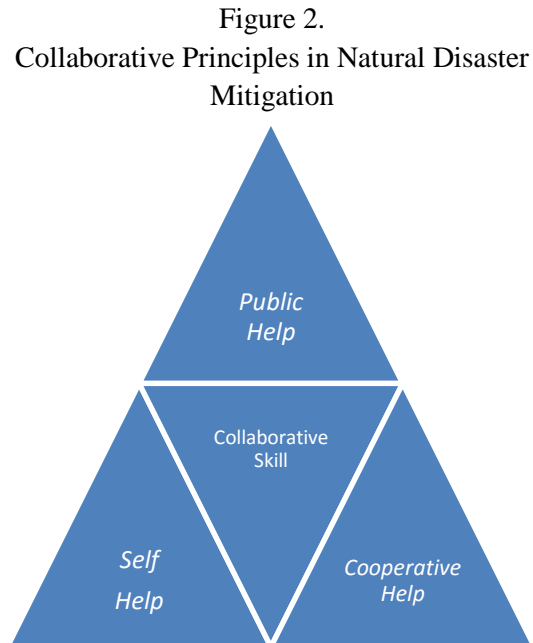 Figure 2.
Collaborative Principles in Natural Disaster
Mitigation
Public
Help
Collaborative
Skill
Self
Help
Cooperative
Help